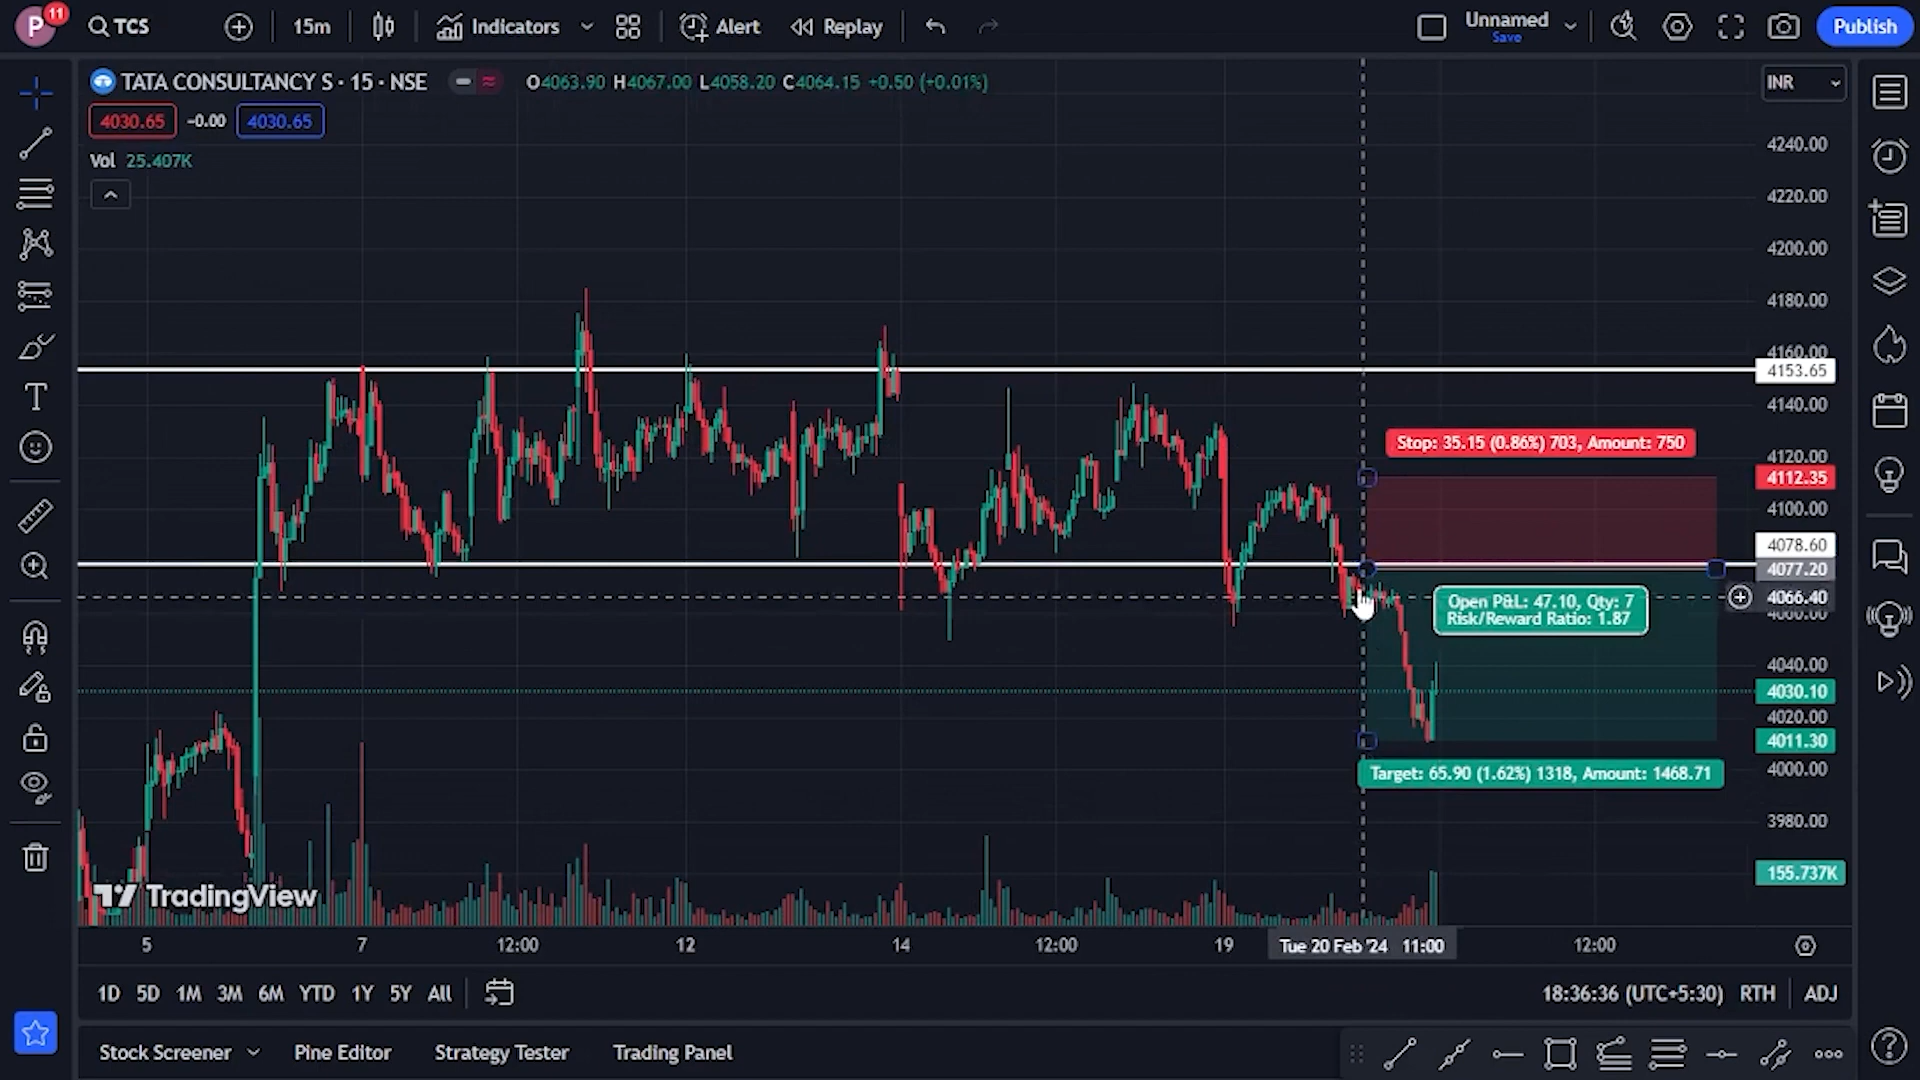 P 11 TCS 15m Indicators Alert Replay Unnamed Save Publish
TATA CONSULTANCY S · 15 · NSE O4063.90 H4067.00 L4058.20 C4064.15 +0.50 (+0.01%) INR
4030.65 -0.00 4030.65
Vol 25.407K
4240.00
4220.00
4200.00
4180.00
4160.00
4153.65
4140.00
Stop: 35.15 (0.86%) 703, Amount: 750
4120.00
4112.35
4100.00
4078.60
4077.20
4066.40
4060.00
Open P&L: 47.10, Qty: 7
Risk/Reward Ratio: 1.87
4040.00
4030.10
4020.00
4011.30
Target: 65.90 (1.62%) 1318, Amount: 1468.71
4000.00
3980.00
155.737K
TradingView
5 7 12:00 12 14 12:00 19 Tue 20 Feb '24 11:00 12:00
1D 5D 1M 3M 6M YTD 1Y 5Y All 18:36:36 (UTC+5:30) RTH ADJ
Stock Screener Pine Editor Strategy Tester Trading Panel